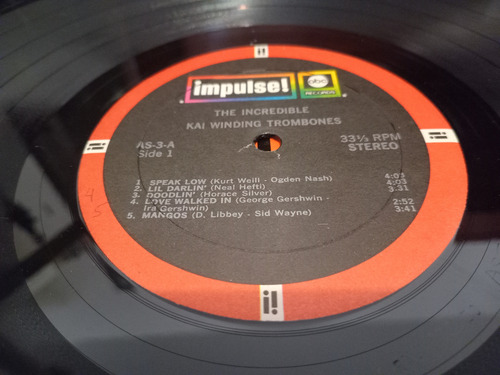 impulse! abc RECORDS
THE INCREDIBLE
KAI WINDING TROMBONES
AS-3-A
Side 1
33⅓ RPM
STEREO
1. SPEAK LOW (Kurt Weill - Ogden Nash) 4:03
2. LIL DARLIN' (Neal Hefti) 4:03
3. DOODLIN' (Horace Silver) 3:31
4. LOVE WALKED IN (George Gershwin -
Ira Gershwin) 2:52
5. MANGOS (D. Libbey - Sid Wayne) 3:41